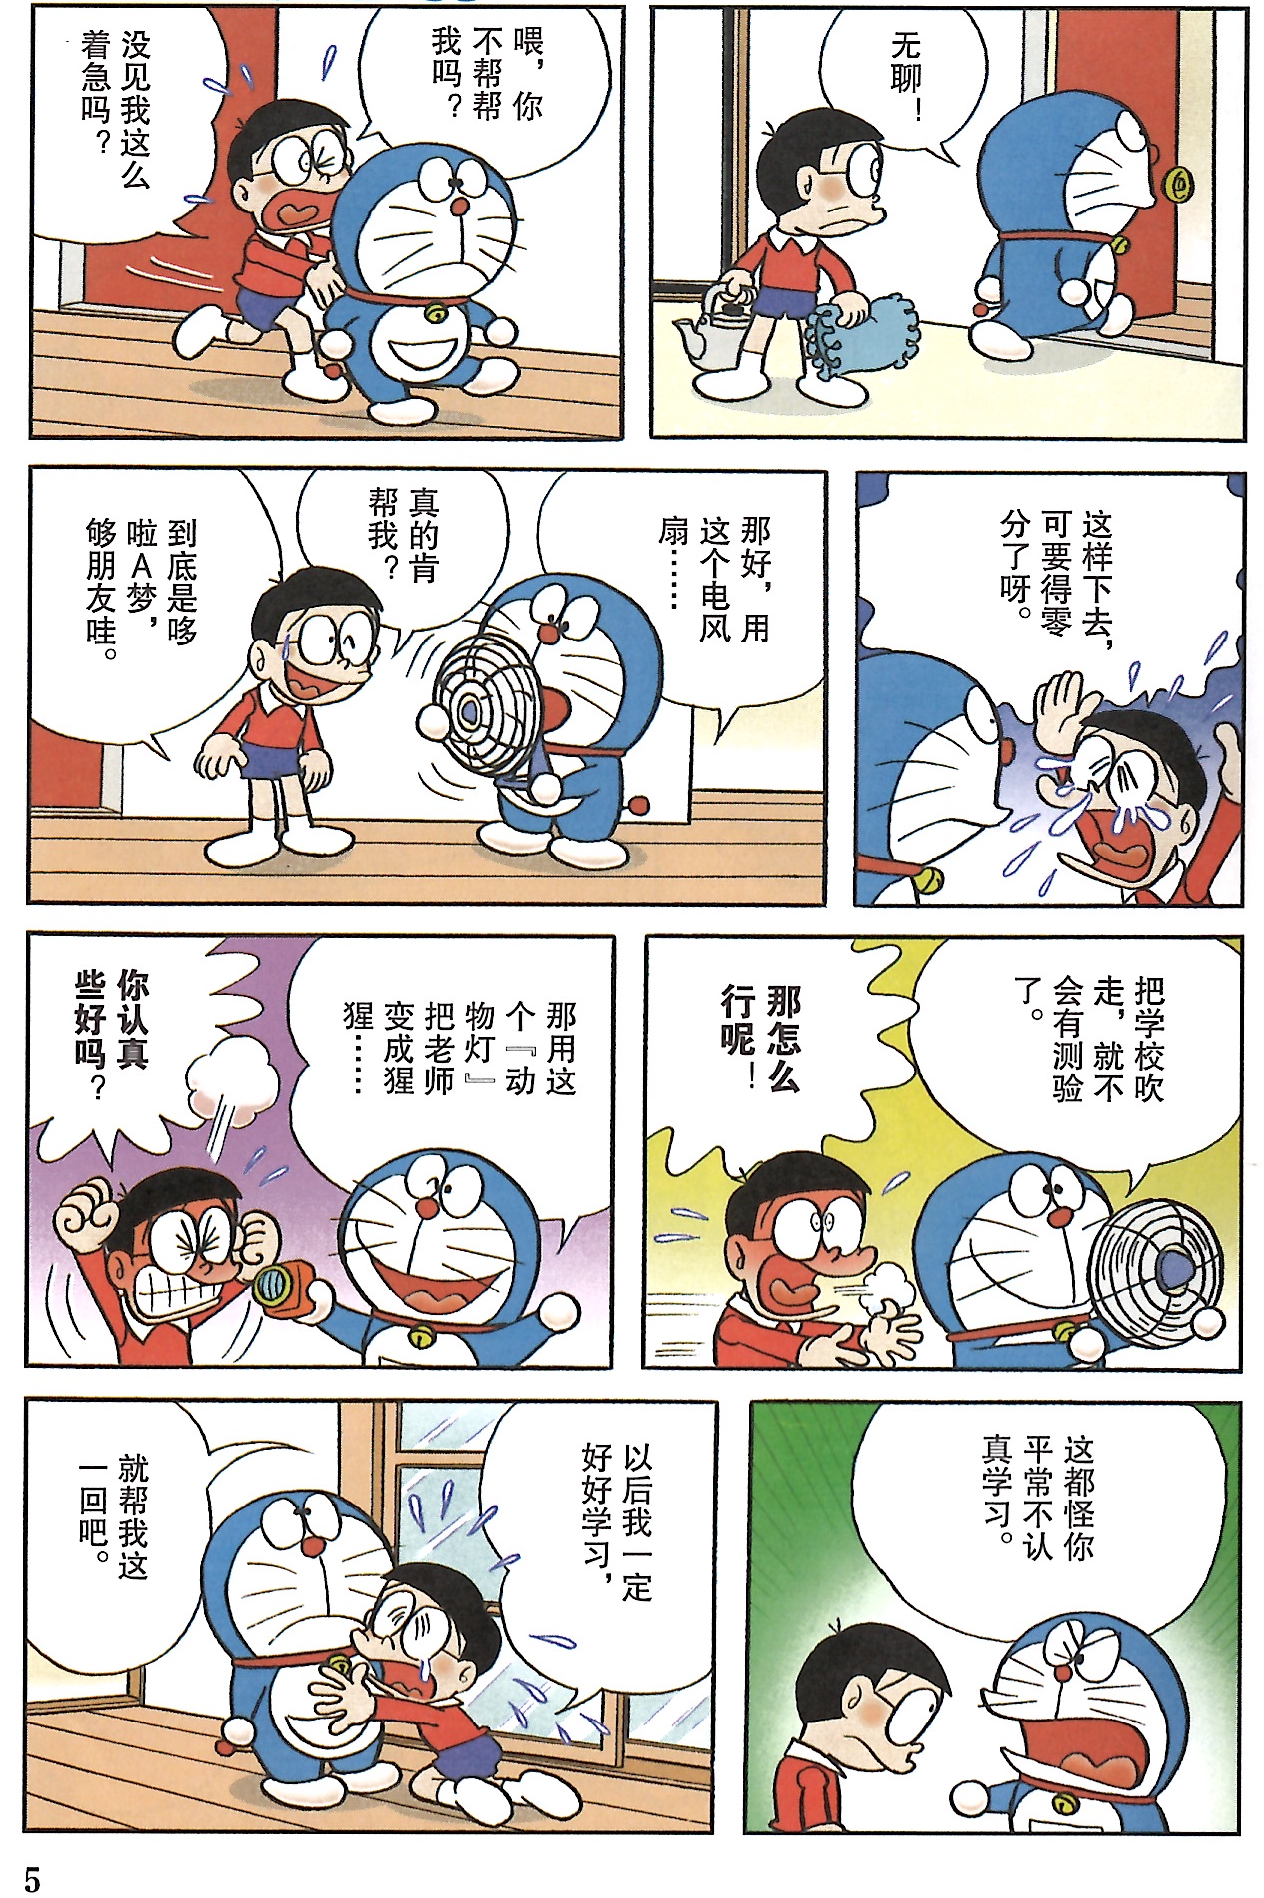 无聊！
喂，你
不帮帮
我吗？
没见我这么
着急吗？
这样下去，
可要得零
分了呀。
那好，用
这个电风
扇……
真的肯
帮我？
到底是哆
啦A梦，
够朋友哇。
把学校吹
走，就不
会有测验
了。
那怎么
行呢！
那用这
个『动
物灯』
把老师
变成猩
猩……
你认真
些好吗？
这都怪你
平常不认
真学习。
以后我一定
好好学习，
就帮我这
一回吧。
5